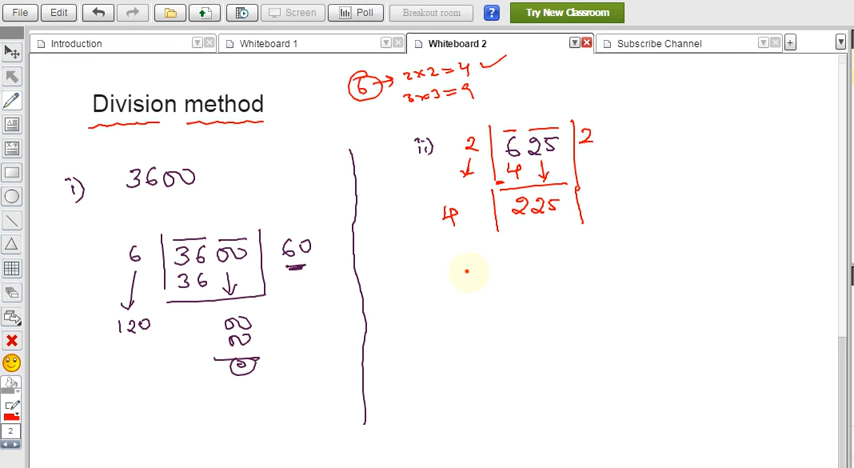 File Edit Screen Poll Breakout room ? Try New Classroom
Introduction Whiteboard 1 Whiteboard 2 Subscribe Channel +
Division method
6 → 2×2=4 ✓
3×3=9
i) 3600
6 3600 60
36 ↓
120 00
00
0
ii) 2 625 2
- 4 ↓
4 225
2